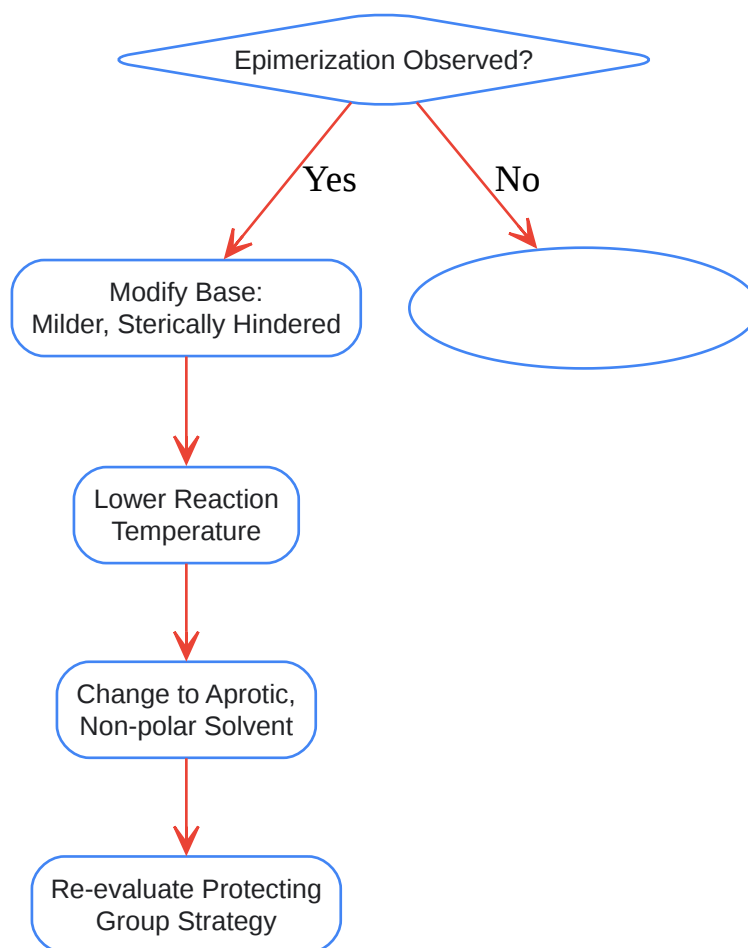 Epimerization Observed?
Yes
No
Modify Base:
Milder, Sterically Hindered
Lower Reaction
Temperature
Change to Aprotic,
Non-polar Solvent
Re-evaluate Protecting
Group Strategy